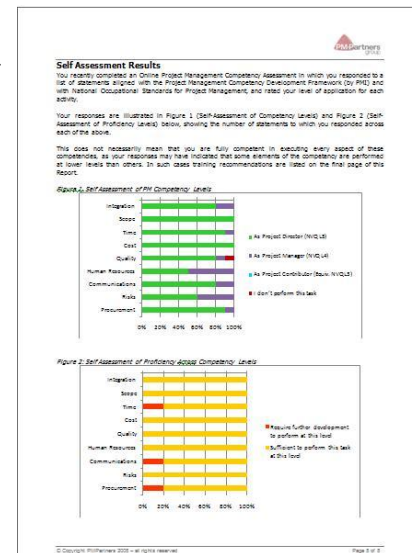 PMPartners
group
Self Assessment Results
You recently completed an Online Project Management Competency Assessment in which you responded to a
list of statements aligned with the Project Management Competency Development Framework (by PMI) and
with National Occupational Standards for Project Management, and rated your level of application for each
activity.
Your responses are illustrated in Figure 1 (Self-Assessment of Competency Levels) and Figure 2 (Self-
Assessment of Proficiency Levels) below, showing the number of statements to which you responded across
each of the above.
This does not necessarily mean that you are fully competent in executing every aspect of these
competencies, as your responses may have indicated that some elements of the competency are performed
at lower levels than others. In such cases training recommendations are listed on the final page of this
Report.
Figure 1: Self Assessment of PM Competency Levels
Integration
Scope
Time
Cost
Quality
Human Resources
Communications
Risks
Procurement
0% 20% 40% 60% 80% 100%
As Project Director (NVQ L5)
As Project Manager (NVQ L4)
As Project Contributor (Equiv. NVQ L3)
I don't perform this task
Figure 2: Self Assessment of Proficiency Across Competency Levels
Integration
Scope
Time
Cost
Quality
Human Resources
Communications
Risks
Procurement
0% 20% 40% 60% 80% 100%
Require further development
to perform at this level
Sufficient to perform this task
at this level
© Copyright PMPartners 2005 – all rights reserved Page 5 of 8